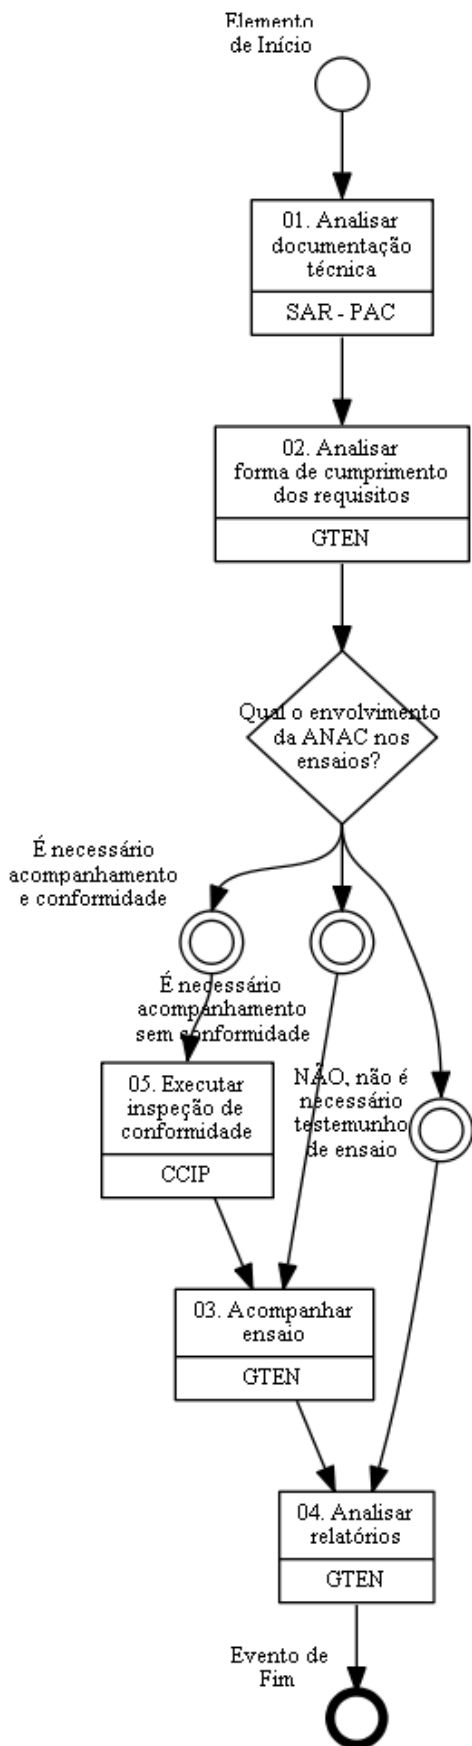 Elemento
de Início
01. Analisar
documentação
técnica
SAR - PAC
02. Analisar
forma de cumprimento
dos requisitos
GTEN
Qual o envolvimento
da ANAC nos
ensaios?
É necessário
acompanhamento
e conformidade
É necessário
acompanhamento
sem conformidade
NÃO, não é
necessário
testemunho
de ensaio
05. Executar
inspeção de
conformidade
CCIP
03. Acompanhar
ensaio
GTEN
04. Analisar
relatórios
GTEN
Evento de
Fim